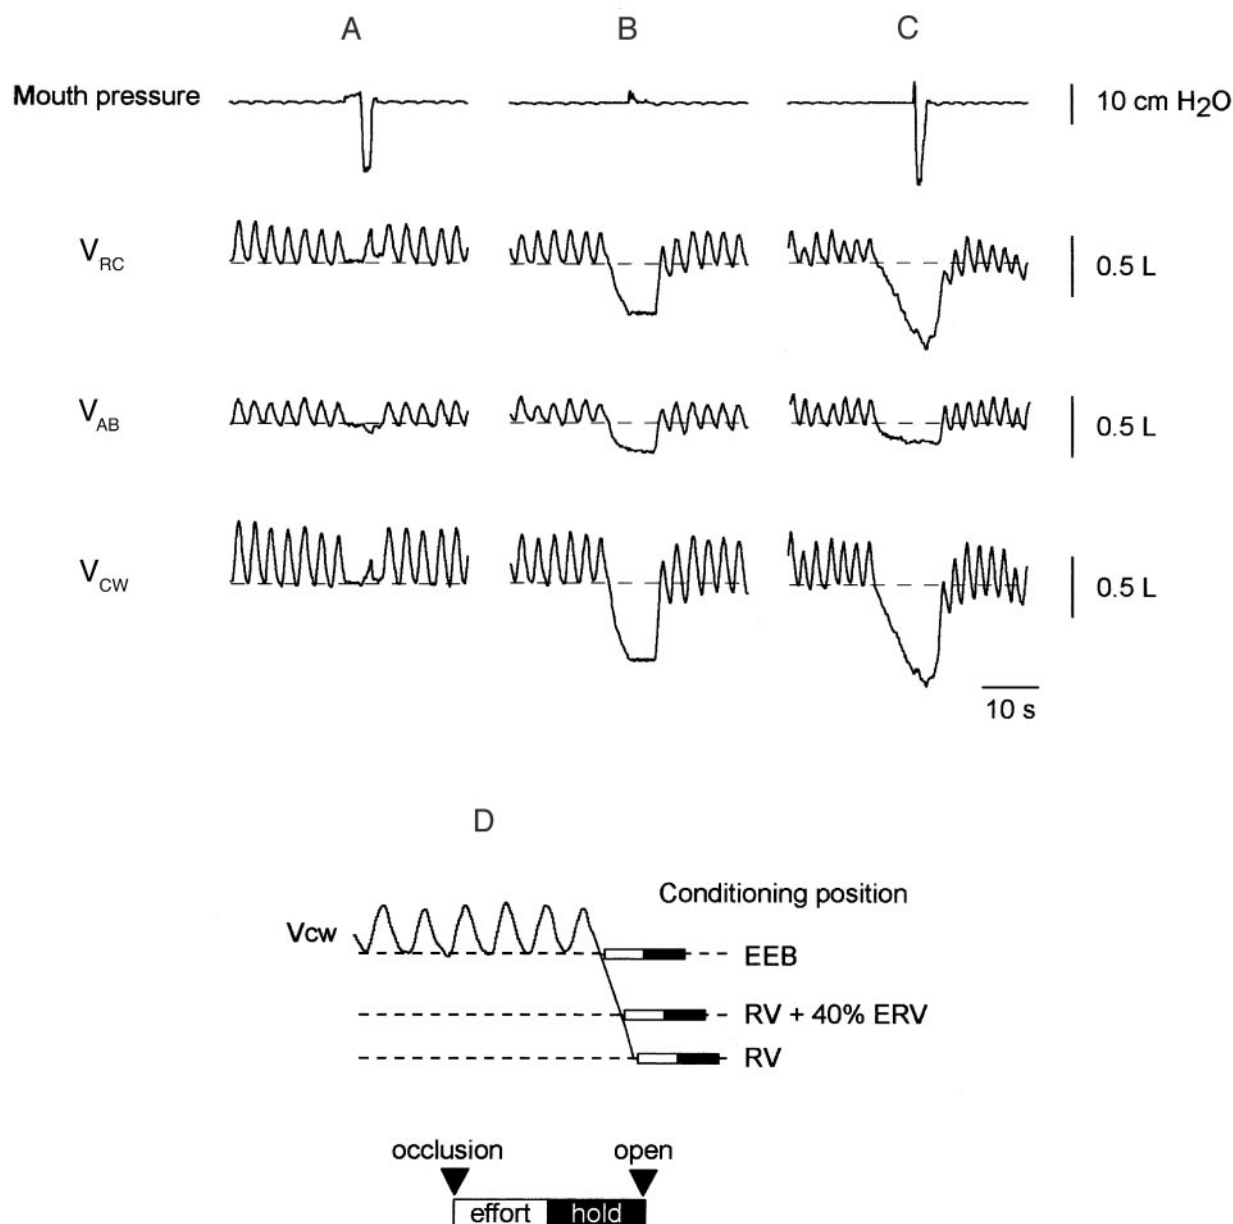 A B C
Mouth pressure 10 cm H2O
VRC 0.5 L
VAB 0.5 L
VCW 0.5 L
10 s
D
Conditioning position
Vcw
EEB
RV + 40% ERV
RV
occlusion open
effort hold